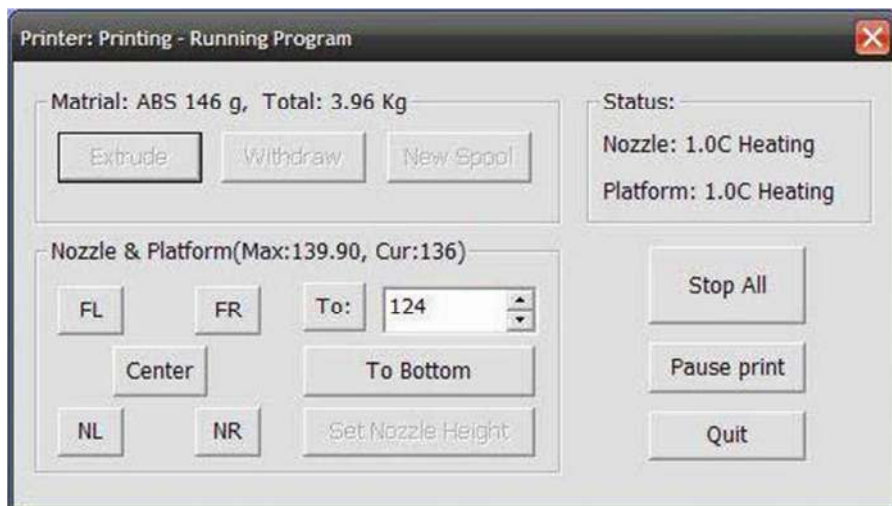 Printer: Printing - Running Program
Matrial: ABS 146 g, Total: 3.96 Kg
Extrude
Withdraw
New Spool
Status:
Nozzle: 1.0C Heating
Platform: 1.0C Heating
Nozzle & Platform(Max:139.90, Cur:136)
FL
FR
To:
124
Center
To Bottom
NL
NR
Set Nozzle Height
Stop All
Pause print
Quit